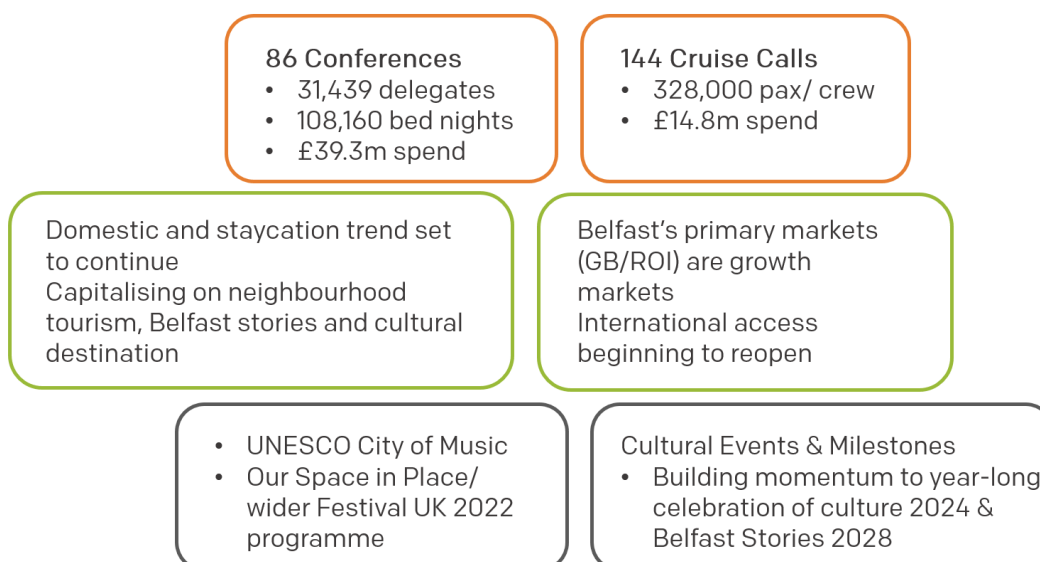 86 Conferences
• 31,439 delegates
• 108,160 bed nights
• £39.3m spend
144 Cruise Calls
• 328,000 pax/ crew
• £14.8m spend
Domestic and staycation trend set
to continue
Capitalising on neighbourhood
tourism, Belfast stories and cultural
destination
Belfast's primary markets
(GB/ROI) are growth
markets
International access
beginning to reopen
• UNESCO City of Music
• Our Space in Place/
wider Festival UK 2022
programme
Cultural Events & Milestones
• Building momentum to year-long
celebration of culture 2024 &
Belfast Stories 2028